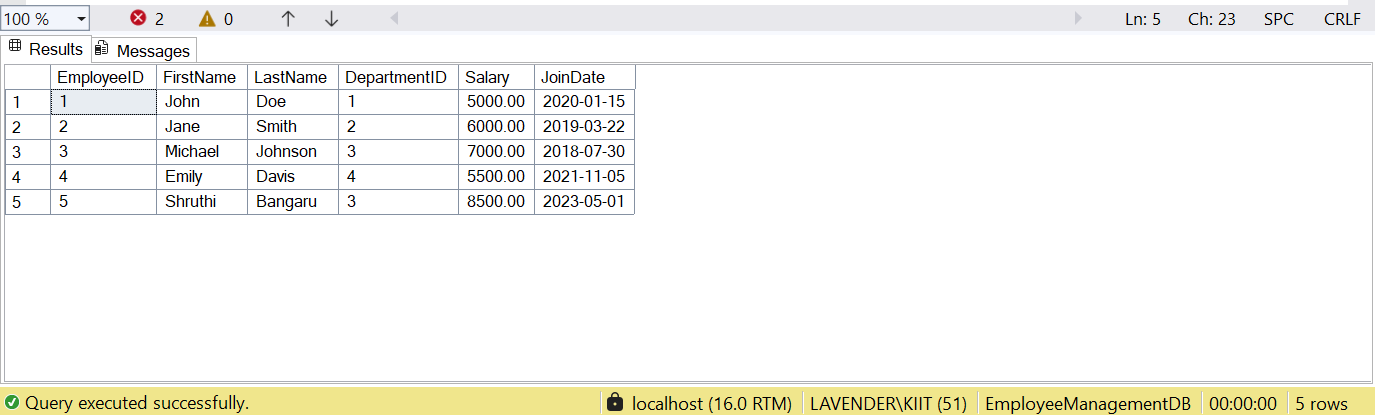 100 % 2 0 Ln: 5 Ch: 23 SPC CRLF
Results Messages
EmployeeID FirstName LastName DepartmentID Salary JoinDate
1 1 John Doe 1 5000.00 2020-01-15
2 2 Jane Smith 2 6000.00 2019-03-22
3 3 Michael Johnson 3 7000.00 2018-07-30
4 4 Emily Davis 4 5500.00 2021-11-05
5 5 Shruthi Bangaru 3 8500.00 2023-05-01
Query executed successfully. localhost (16.0 RTM) LAVENDER\KIIT (51) EmployeeManagementDB 00:00:00 5 rows